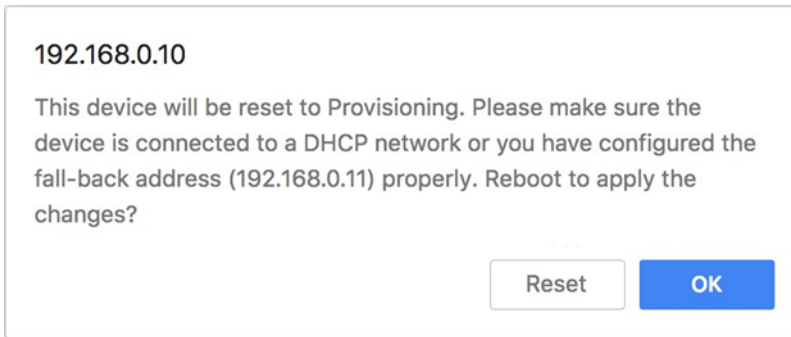 192.168.0.10
This device will be reset to Provisioning. Please make sure the
device is connected to a DHCP network or you have configured the
fall-back address (192.168.0.11) properly. Reboot to apply the
changes?
Reset
OK